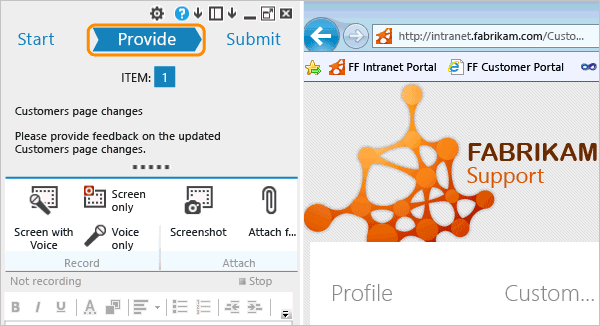 Start
Provide
Submit
ITEM: 1
Customers page changes
Please provide feedback on the updated
Customers page changes.
Screen with
Voice
Screen
only
Voice
only
Record
Screenshot
Attach f...
Attach
Not recording
Stop
B I U A
http://intranet.fabrikam.com/Custo...
FF Intranet Portal
FF Customer Portal
FABRIKAM
Support
Profile
Custom...